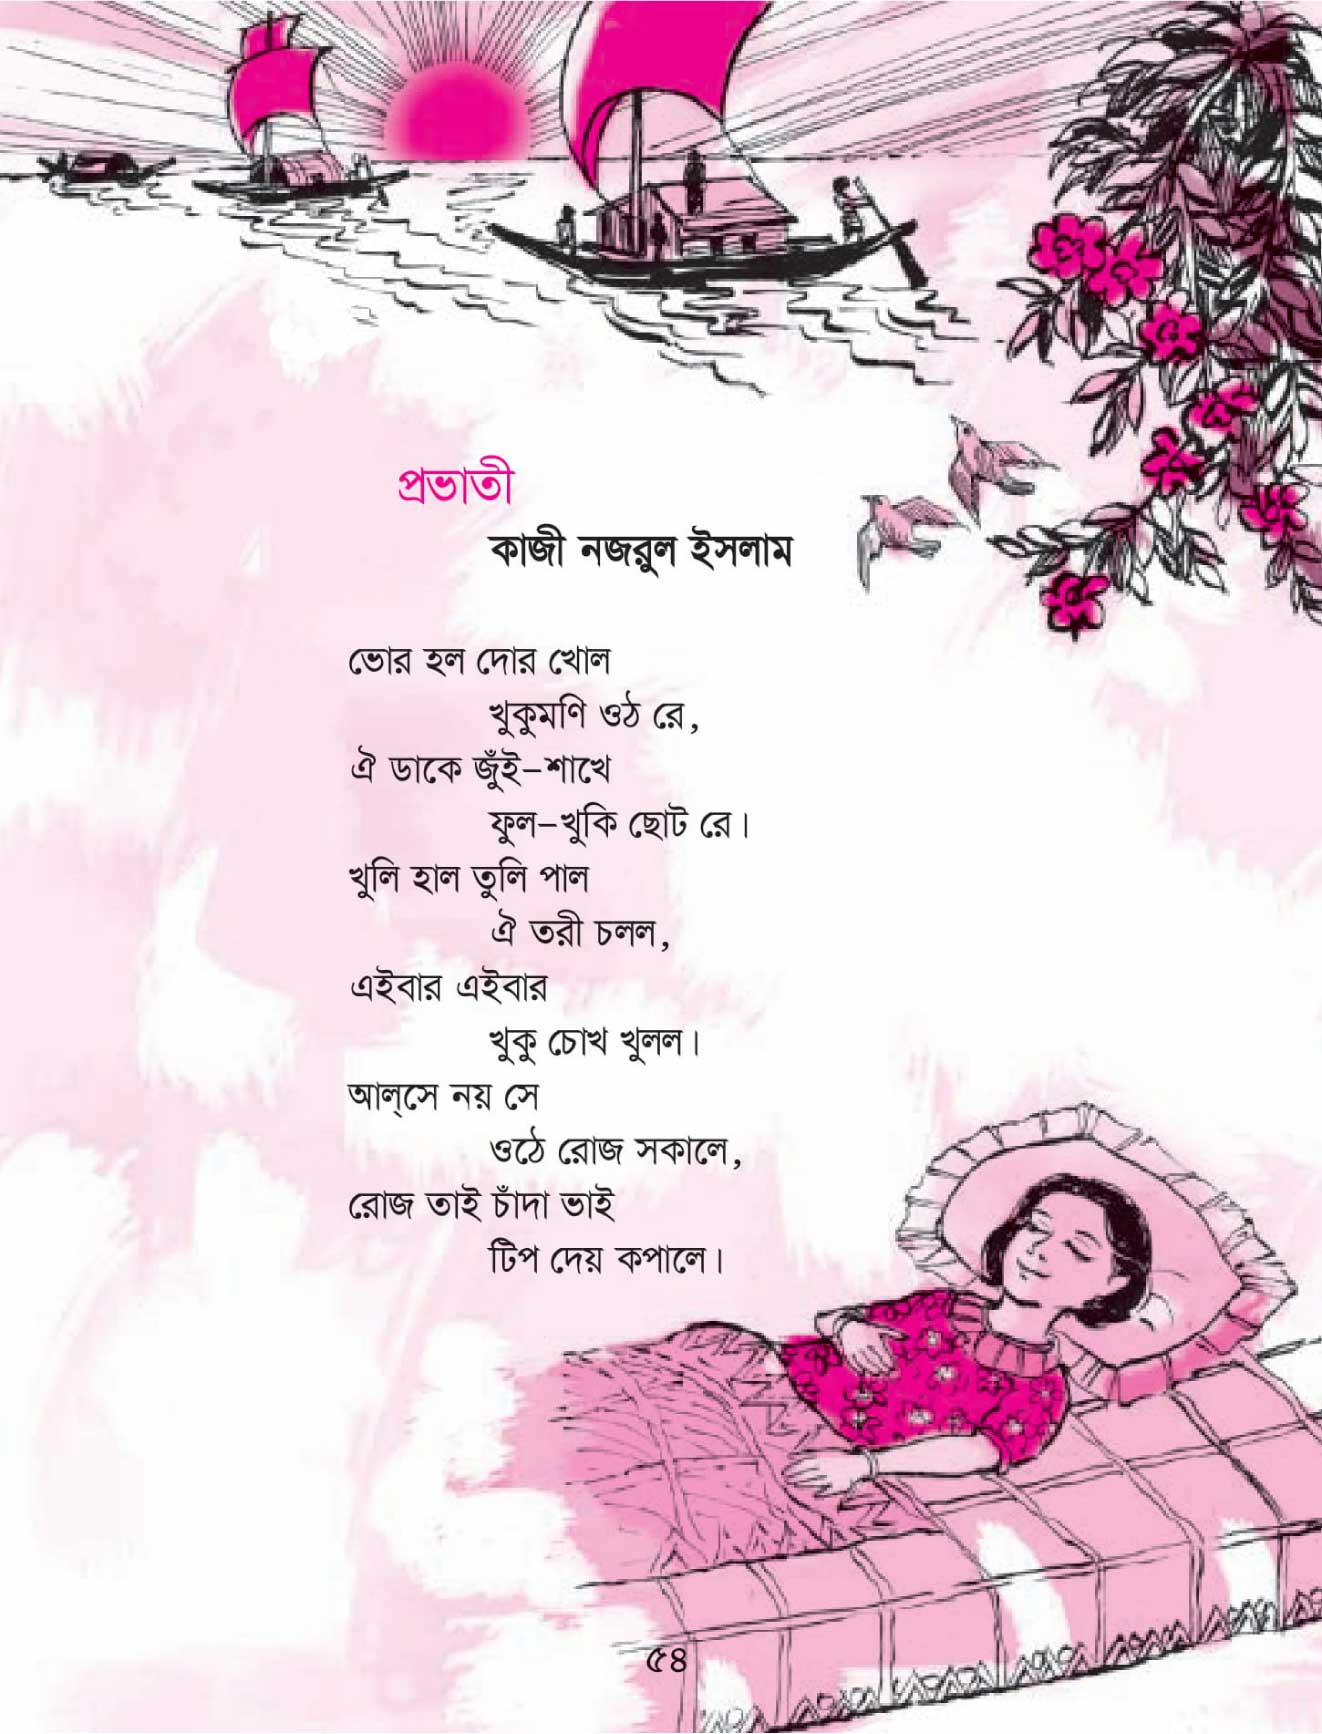 প্রভাতী
কাজী নজরুল ইসলাম
ভোর হল দোর খোল
খুকুমণি ওঠ রে,
ঐ ডাকে জুঁই-শাখে
ফুল-খুকি ছোট রে।
খুলি হাল তুলি পাল
ঐ তরী চলল,
এইবার এইবার
খুকু চোখ খুলল।
আল্‌সে নয় সে
ওঠে রোজ সকালে,
রোজ তাই চাঁদা ভাই
টিপ দেয় কপালে।
৫৪